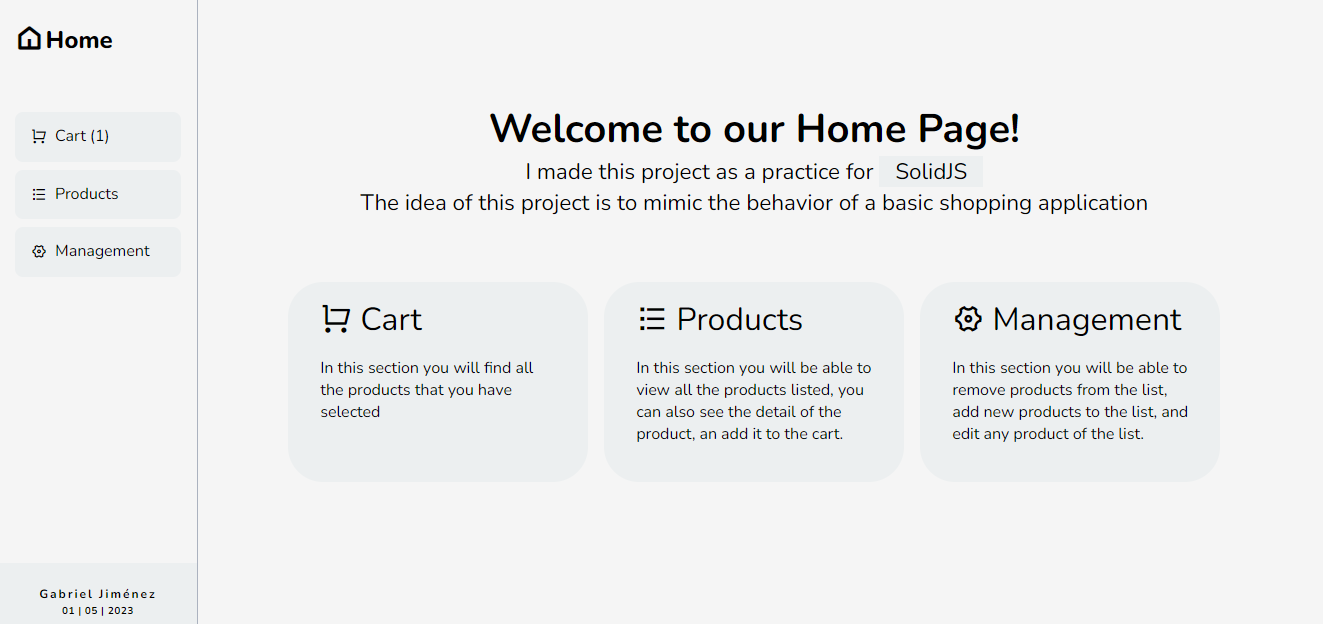 Home
Cart (1)
Products
Management
Gabriel Jiménez
01 | 05 | 2023
Welcome to our Home Page!
I made this project as a practice for SolidJS
The idea of this project is to mimic the behavior of a basic shopping application
Cart
In this section you will find all
the products that you have
selected
Products
In this section you will be able to
view all the products listed, you
can also see the detail of the
product, an add it to the cart.
Management
In this section you will be able to
remove products from the list,
add new products to the list, and
edit any product of the list.